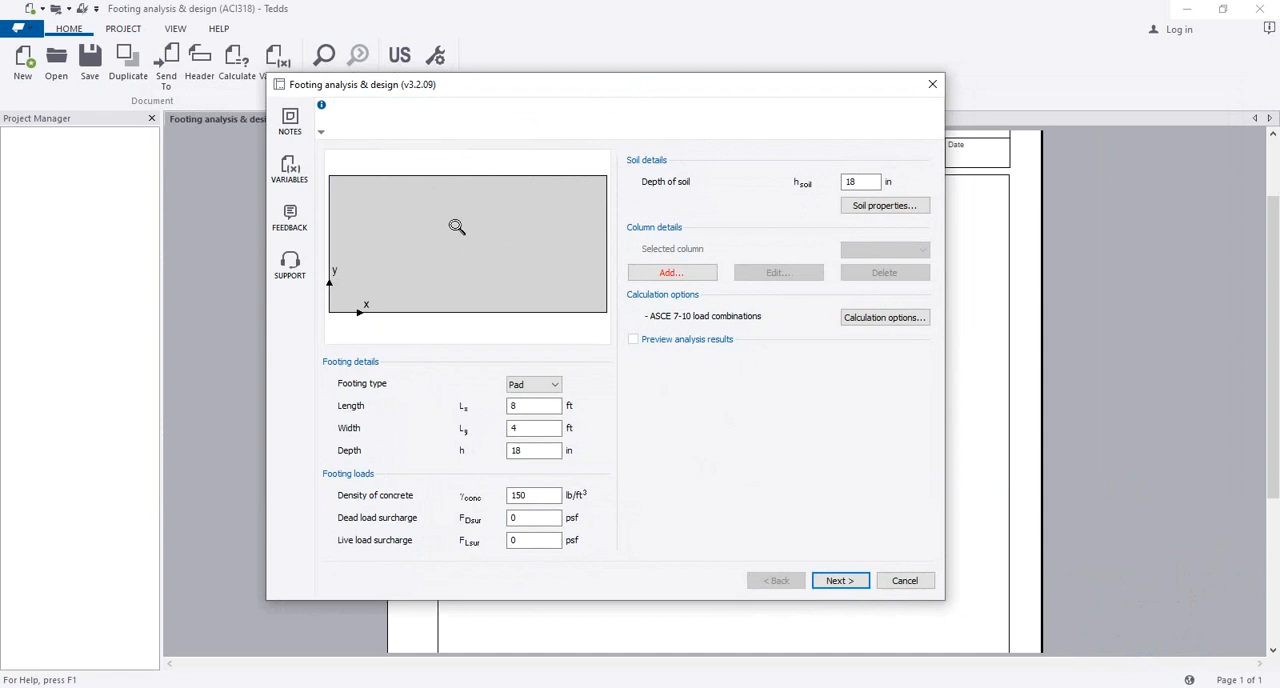 Footing analysis & design (ACI318) - Tedds
HOME PROJECT VIEW HELP
Log in
New Open Save Duplicate Send To Header Calculate
US
Document
Project Manager
Footing analysis & desi
Footing analysis & design (v3.2.09)
NOTES
VARIABLES
FEEDBACK
SUPPORT
Date
y
x
Footing details
Footing type Pad
Length Lx 8 ft
Width Ly 4 ft
Depth h 18 in
Footing loads
Density of concrete γconc 150 lb/ft3
Dead load surcharge FDsur 0 psf
Live load surcharge FLsur 0 psf
Soil details
Depth of soil hsoil 18 in
Soil properties...
Column details
Selected column
Add... Edit... Delete
Calculation options
- ASCE 7-10 load combinations Calculation options...
Preview analysis results
< Back Next > Cancel
For Help, press F1
Page 1 of 1